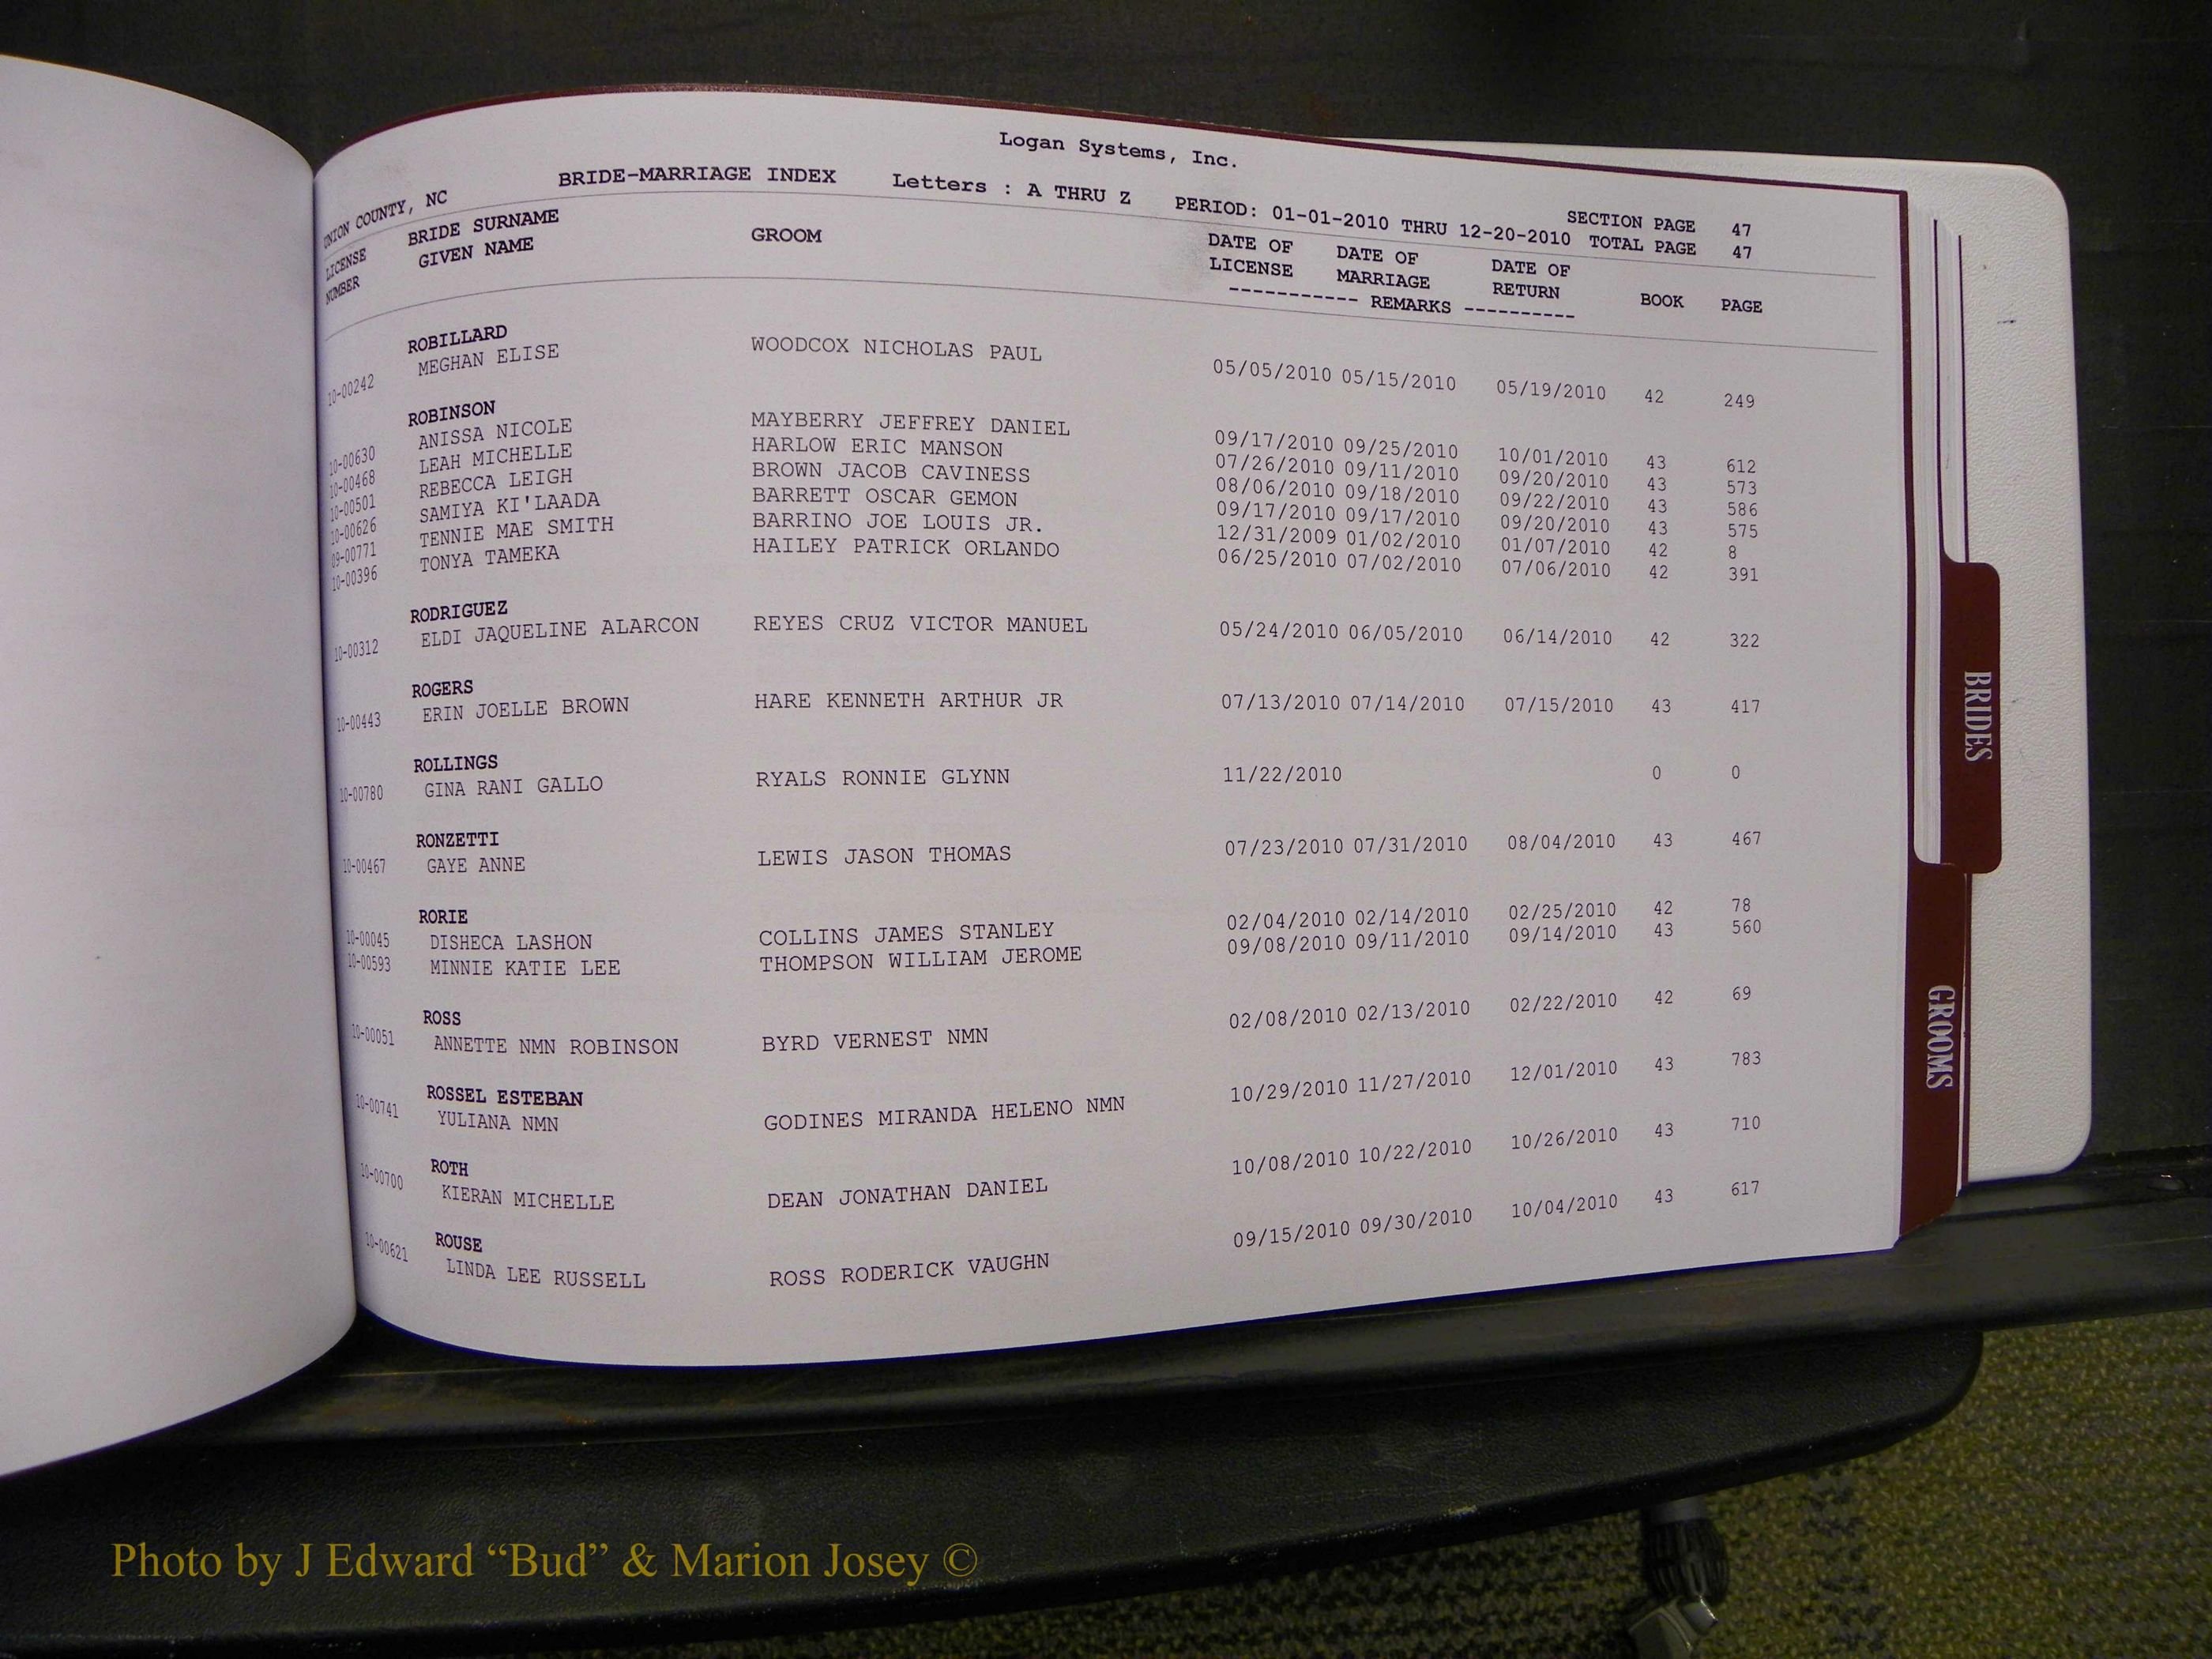 Logan Systems, Inc.
UNION COUNTY, NC BRIDE-MARRIAGE INDEX Letters : A THRU Z PERIOD: 01-01-2010 THRU 12-20-2010 SECTION PAGE 47
TOTAL PAGE 47
LICENSE NUMBER BRIDE SURNAME GIVEN NAME GROOM DATE OF LICENSE DATE OF MARRIAGE DATE OF RETURN BOOK PAGE
----------- REMARKS ----------
ROBILLARD
10-00242 MEGHAN ELISE WOODCOX NICHOLAS PAUL 05/05/2010 05/15/2010 05/19/2010 42 249
ROBINSON
10-00630 ANISSA NICOLE MAYBERRY JEFFREY DANIEL 09/17/2010 09/25/2010 10/01/2010 43 612
10-00468 LEAH MICHELLE HARLOW ERIC MANSON 07/26/2010 09/11/2010 09/20/2010 43 573
10-00501 REBECCA LEIGH BROWN JACOB CAVINESS 08/06/2010 09/18/2010 09/22/2010 43 586
10-00626 SAMIYA KI'LAADA BARRETT OSCAR GEMON 09/17/2010 09/17/2010 09/20/2010 43 575
09-00771 TENNIE MAE SMITH BARRINO JOE LOUIS JR. 12/31/2009 01/02/2010 01/07/2010 42 8
10-00396 TONYA TAMEKA HAILEY PATRICK ORLANDO 06/25/2010 07/02/2010 07/06/2010 42 391
RODRIGUEZ
10-00312 ELDI JAQUELINE ALARCON REYES CRUZ VICTOR MANUEL 05/24/2010 06/05/2010 06/14/2010 42 322
ROGERS
10-00443 ERIN JOELLE BROWN HARE KENNETH ARTHUR JR 07/13/2010 07/14/2010 07/15/2010 43 417
ROLLINGS
10-00780 GINA RANI GALLO RYALS RONNIE GLYNN 11/22/2010 0 0
RONZETTI
10-00467 GAYE ANNE LEWIS JASON THOMAS 07/23/2010 07/31/2010 08/04/2010 43 467
RORIE
10-00045 DISHECA LASHON COLLINS JAMES STANLEY 02/04/2010 02/14/2010 02/25/2010 42 78
10-00593 MINNIE KATIE LEE THOMPSON WILLIAM JEROME 09/08/2010 09/11/2010 09/14/2010 43 560
ROSS
10-00051 ANNETTE NMN ROBINSON BYRD VERNEST NMN 02/08/2010 02/13/2010 02/22/2010 42 69
ROSSEL ESTEBAN
10-00741 YULIANA NMN GODINES MIRANDA HELENO NMN 10/29/2010 11/27/2010 12/01/2010 43 783
ROTH
10-00700 KIERAN MICHELLE DEAN JONATHAN DANIEL 10/08/2010 10/22/2010 10/26/2010 43 710
ROUSE
10-00621 LINDA LEE RUSSELL ROSS RODERICK VAUGHN 09/15/2010 09/30/2010 10/04/2010 43 617
BRIDES
GROOMS
Photo by J Edward “Bud” & Marion Josey ©